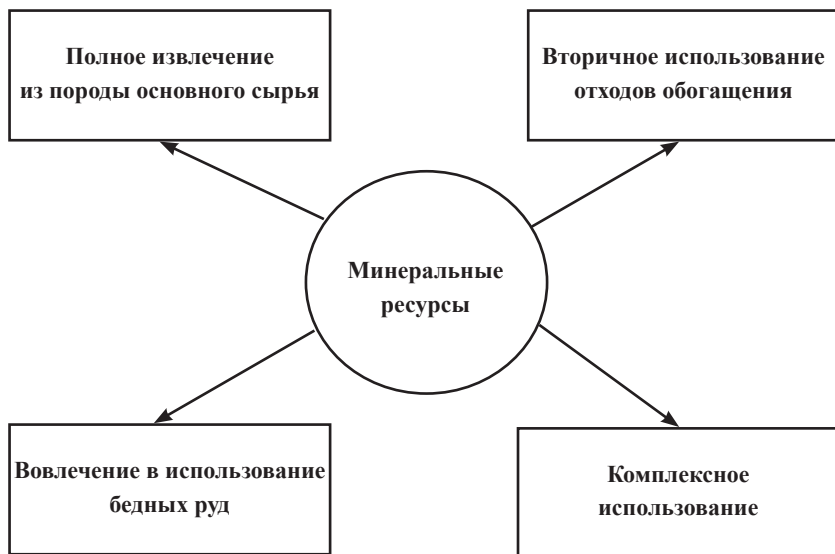 Полное извлечение
из породы основного сырья
Вторичное использование
отходов обогащения
Минеральные
ресурсы
Вовлечение в использование
бедных руд
Комплексное
использование